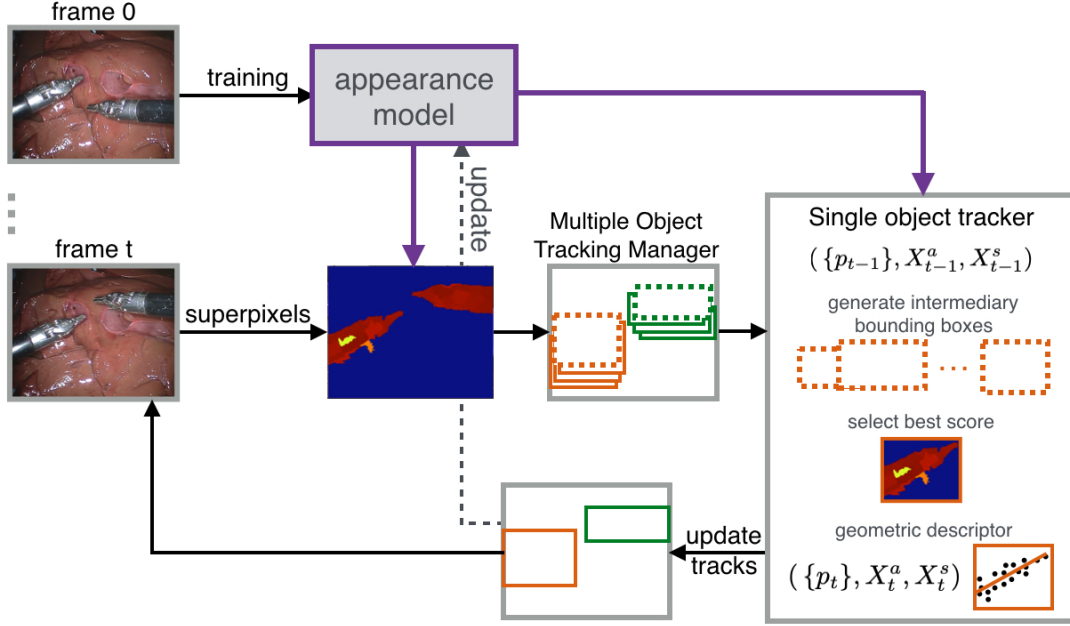 frame 0
training
appearance
model
update
frame t
superpixels
Multiple Object
Tracking Manager
Single object tracker
( {p_{t−1}}, X^a_{t−1}, X^s_{t−1})
generate intermediary
bounding boxes
...
select best score
geometric descriptor
( {p_t}, X^a_t, X^s_t)
update
tracks